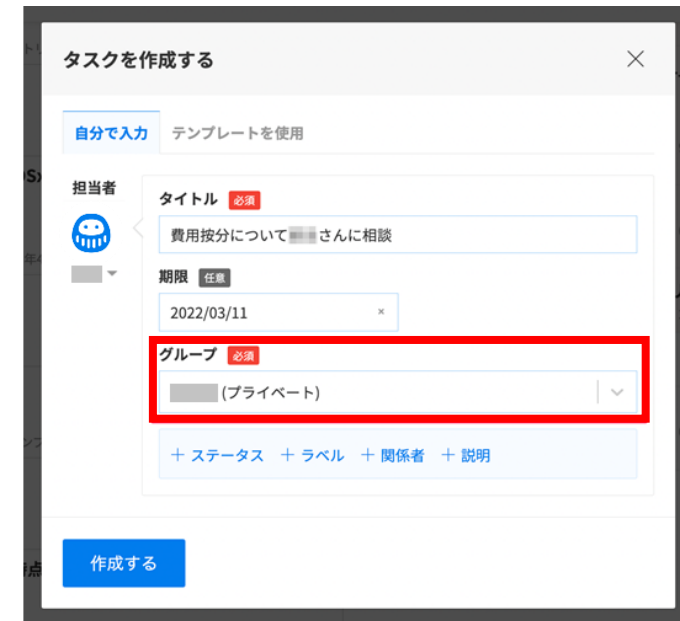 タスクを作成する
自分で入力 テンプレートを使用
担当者
タイトル 必須
費用按分について さんに相談
期限 任意
2022/03/11 ×
グループ 必須
(プライベート)
+ ステータス + ラベル + 関係者 + 説明
作成する